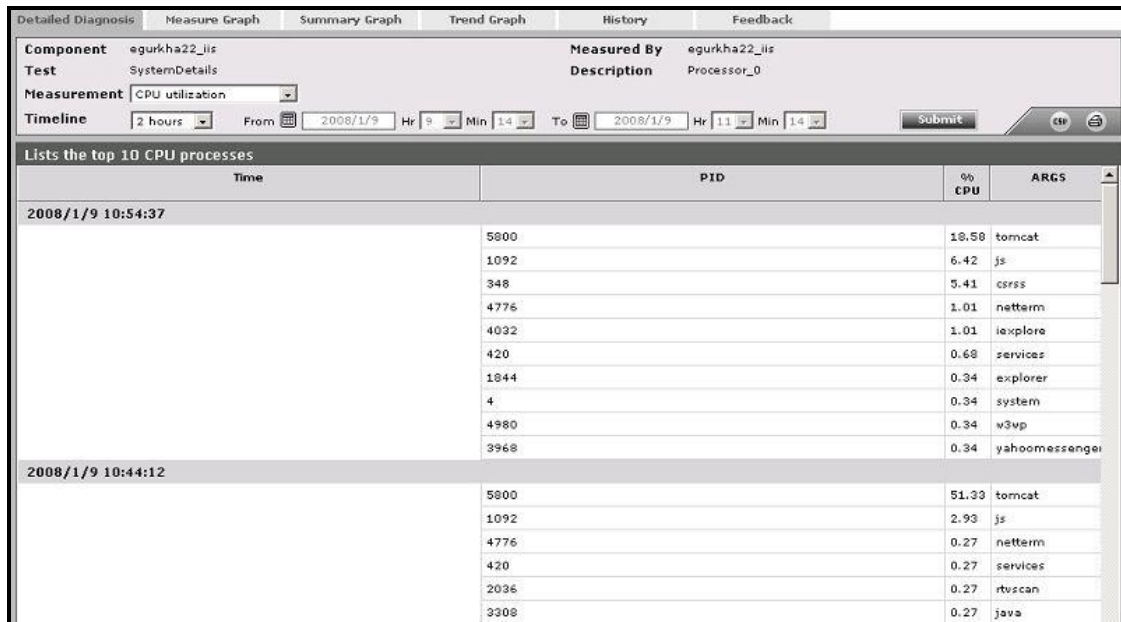 Detailed Diagnosis Measure Graph Summary Graph Trend Graph History Feedback
Component egurkha22_iis Measured By egurkha22_iis
Test SystemDetails Description Processor_0
Measurement CPU utilization
Timeline 2 hours From 2008/1/9 Hr 9 Min 14 To 2008/1/9 Hr 11 Min 14 Submit CSV
Lists the top 10 CPU processes
Time PID % CPU ARGS
2008/1/9 10:54:37
5800 18.58 tomcat
1092 6.42 js
348 5.41 csrss
4776 1.01 netterm
4032 1.01 iexplore
420 0.68 services
1844 0.34 explorer
4 0.34 system
4980 0.34 w3wp
3968 0.34 yahoomessenger
2008/1/9 10:44:12
5800 51.33 tomcat
1092 2.93 js
4776 0.27 netterm
420 0.27 services
2036 0.27 rtvscan
3308 0.27 java